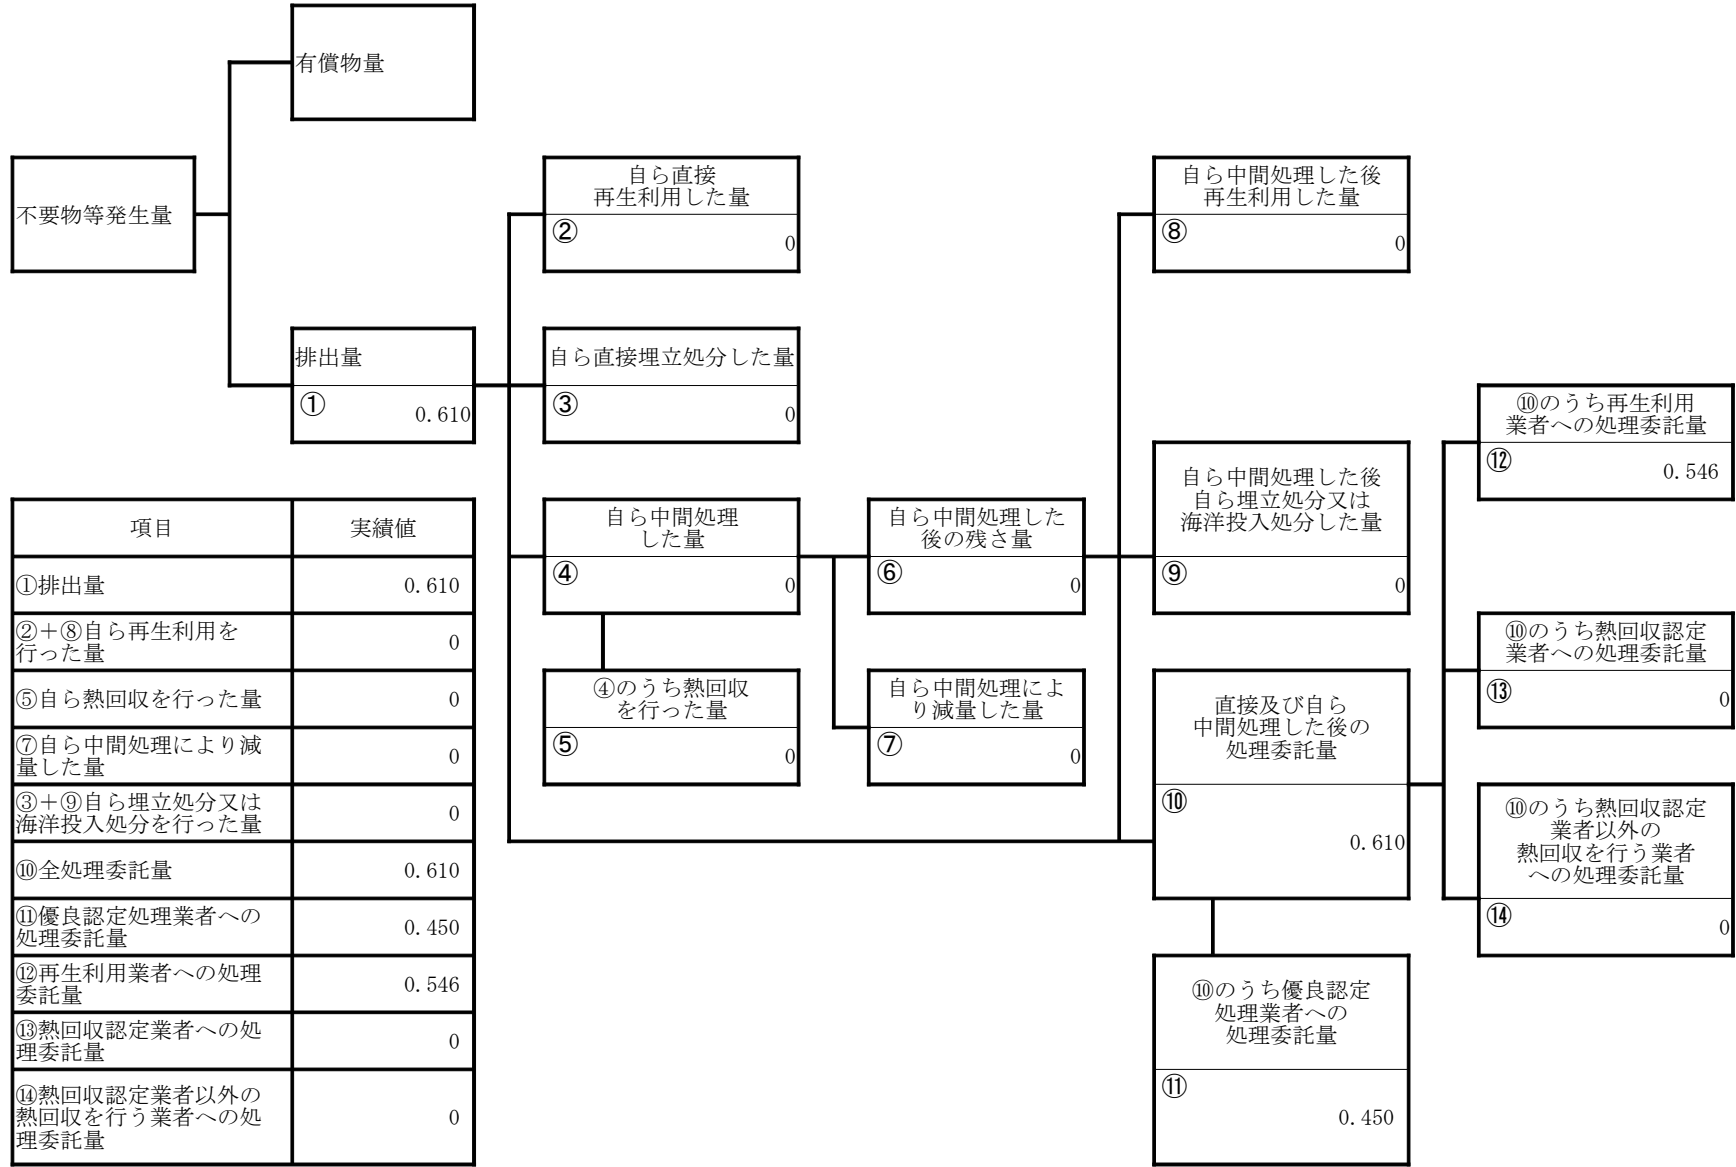 有償物量
不要物等発生量
自ら直接
再生利用した量
②
0
自ら中間処理した後
再生利用した量
⑧
0
排出量
①
0.610
自ら直接埋立処分した量
③
0
⑩のうち再生利用
業者への処理委託量
⑫
0.546
自ら中間処理
した量
④
0
自ら中間処理した
後の残さ量
⑥
0
自ら中間処理した後
自ら埋立処分又は
海洋投入処分した量
⑨
0
⑩のうち熱回収認定
業者への処理委託量
⑬
0
④のうち熱回収
を行った量
⑤
0
自ら中間処理によ
り減量した量
⑦
0
直接及び自ら
中間処理した後の
処理委託量
⑩
0.610
⑩のうち熱回収認定
業者以外の
熱回収を行う業者
への処理委託量
⑭
0
⑩のうち優良認定
処理業者への
処理委託量
⑪
0.450
項目 実績値
①排出量 0.610
②＋⑧自ら再生利用を
行った量 0
⑤自ら熱回収を行った量 0
⑦自ら中間処理により減
量した量 0
③＋⑨自ら埋立処分又は
海洋投入処分を行った量 0
⑩全処理委託量 0.610
⑪優良認定処理業者への
処理委託量 0.450
⑫再生利用業者への処理
委託量 0.546
⑬熱回収認定業者への処
理委託量 0
⑭熱回収認定業者以外の
熱回収を行う業者への処
理委託量 0